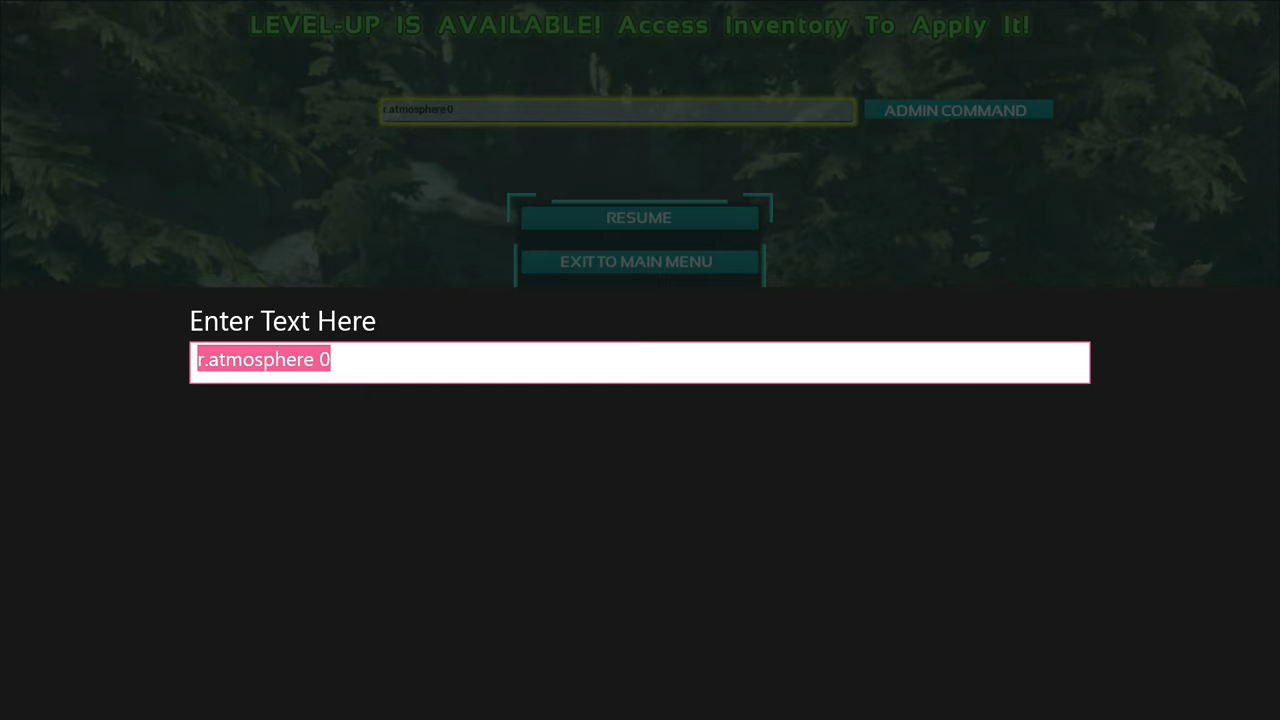 LEVEL-UP IS AVAILABLE! Access Inventory To Apply It!
r.atmosphere 0
ADMIN COMMAND
RESUME
EXIT TO MAIN MENU
Enter Text Here
r.atmosphere 0